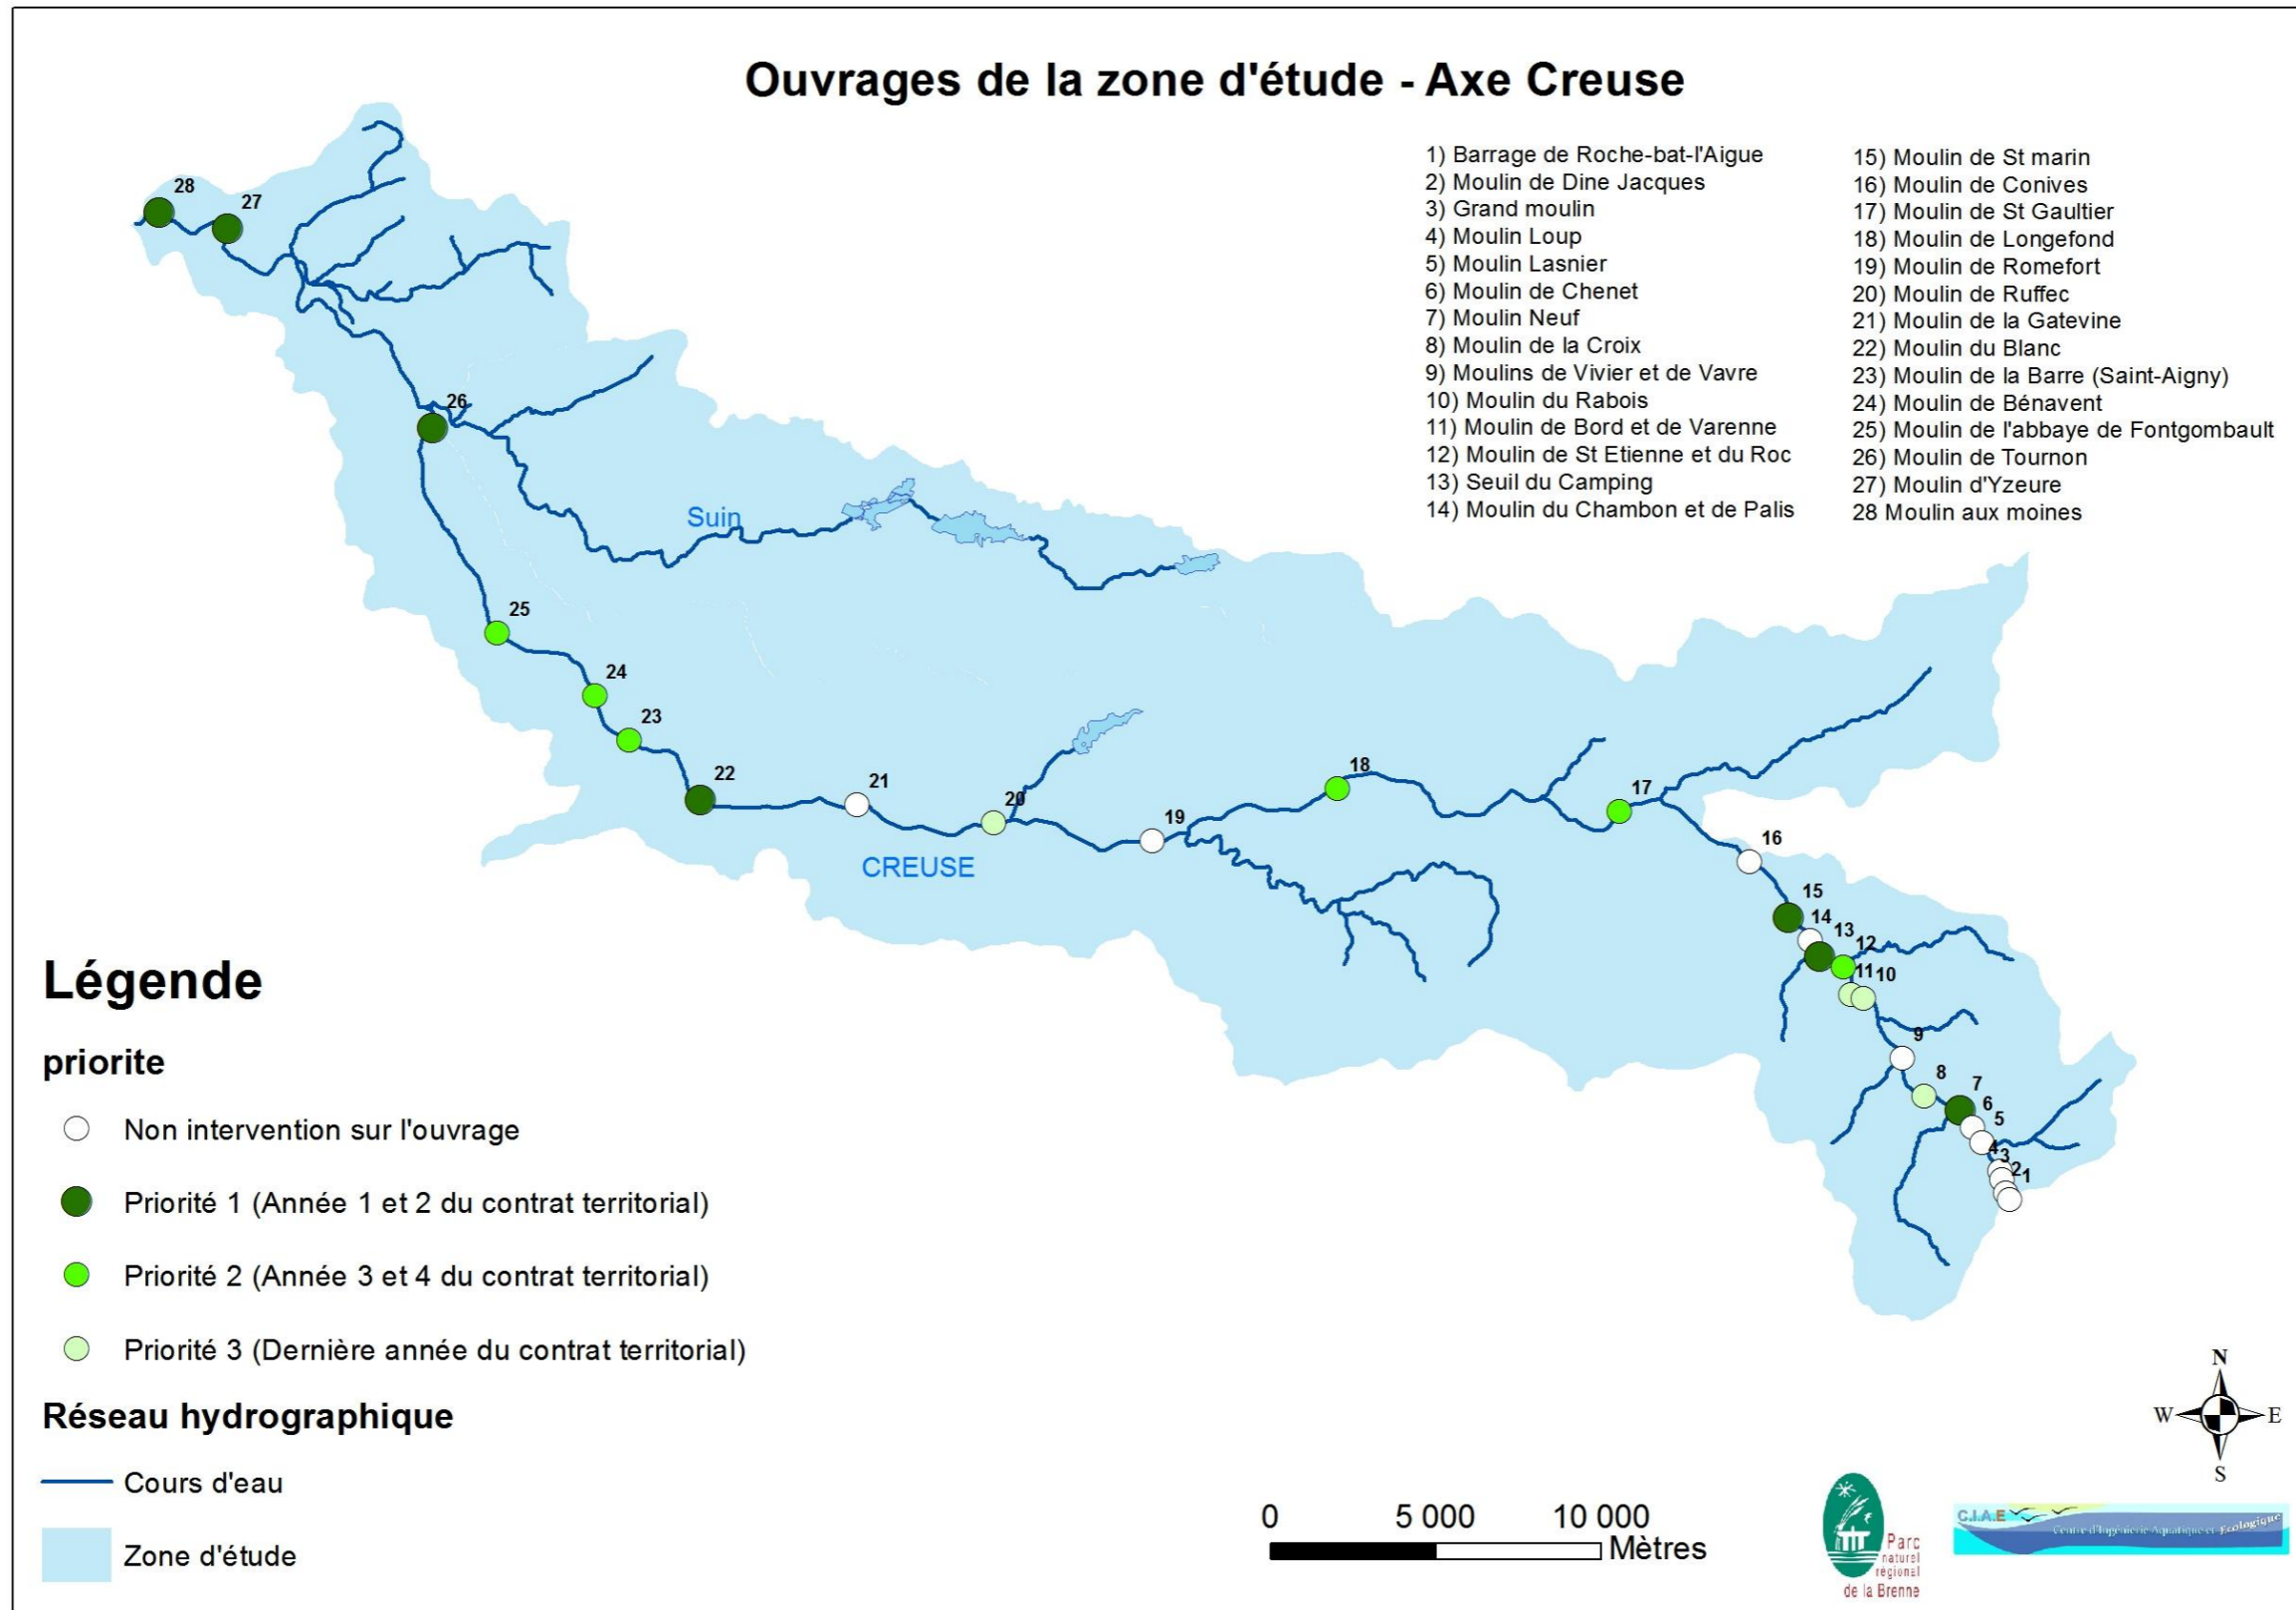 Ouvrages de la zone d'étude - Axe Creuse
1) Barrage de Roche-bat-l'Aigue
2) Moulin de Dine Jacques
3) Grand moulin
4) Moulin Loup
5) Moulin Lasnier
6) Moulin de Chenet
7) Moulin Neuf
8) Moulin de la Croix
9) Moulins de Vivier et de Vavre
10) Moulin du Rabois
11) Moulin de Bord et de Varenne
12) Moulin de St Etienne et du Roc
13) Seuil du Camping
14) Moulin du Chambon et de Palis
15) Moulin de St marin
16) Moulin de Conives
17) Moulin de St Gaultier
18) Moulin de Longefond
19) Moulin de Romefort
20) Moulin de Ruffec
21) Moulin de la Gatevine
22) Moulin du Blanc
23) Moulin de la Barre (Saint-Aigny)
24) Moulin de Bénavent
25) Moulin de l'abbaye de Fontgombault
26) Moulin de Tournon
27) Moulin d'Yzeure
28 Moulin aux moines
28
27
26
Suin
25
24
23
22
21
20
CREUSE
19
18
17
16
15
14
13
12
11
10
9
8
7
6
5
4
3
2
1
Légende
priorite
Non intervention sur l'ouvrage
Priorité 1 (Année 1 et 2 du contrat territorial)
Priorité 2 (Année 3 et 4 du contrat territorial)
Priorité 3 (Dernière année du contrat territorial)
Réseau hydrographique
Cours d'eau
Zone d'étude
0 5 000 10 000
Mètres
N
W E
S
Parc
naturel
régional
de la Brenne
C.I.A.E
Centre d'Ingénierie Aquatique et Ecologique